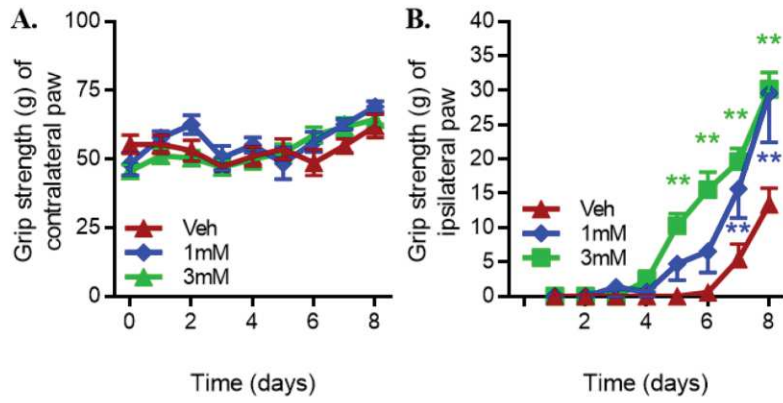 A.
Grip strength (g) of
contralateral paw
100
75
50
25
0
Veh
1mM
3mM
0 2 4 6 8
Time (days)
B.
Grip strength (g) of
ipsilateral paw
40
35
30
25
20
15
10
5
0
Veh
1mM
3mM
**
**
**
**
**
**
2 4 6 8
Time (days)